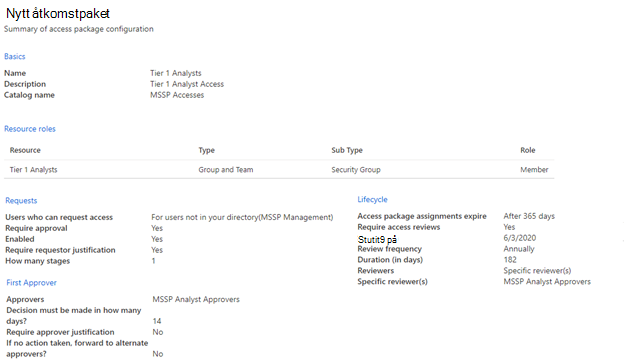 Nytt åtkomstpaket
Summary of access package configuration
Basics
Name Tier 1 Analysts
Description Tier 1 Analyst Access
Catalog name MSSP Accesses
Resource roles
Resource Type Sub Type Role
Tier 1 Analysts Group and Team Security Group Member
Requests
Users who can request access For users not in your directory(MSSP Management)
Require approval Yes
Enabled Yes
Require requestor justification Yes
How many stages 1
First Approver
Approvers MSSP Analyst Approvers
Decision must be made in how many
days? 14
Require approver justification No
If no action taken, forward to alternate
approvers? No
Lifecycle
Access package assignments expire After 365 days
Require access reviews Yes
Stutit9 på 6/3/2020
Review frequency Annually
Duration (in days) 182
Reviewers Specific reviewer(s)
Specific reviewer(s) MSSP Analyst Approvers